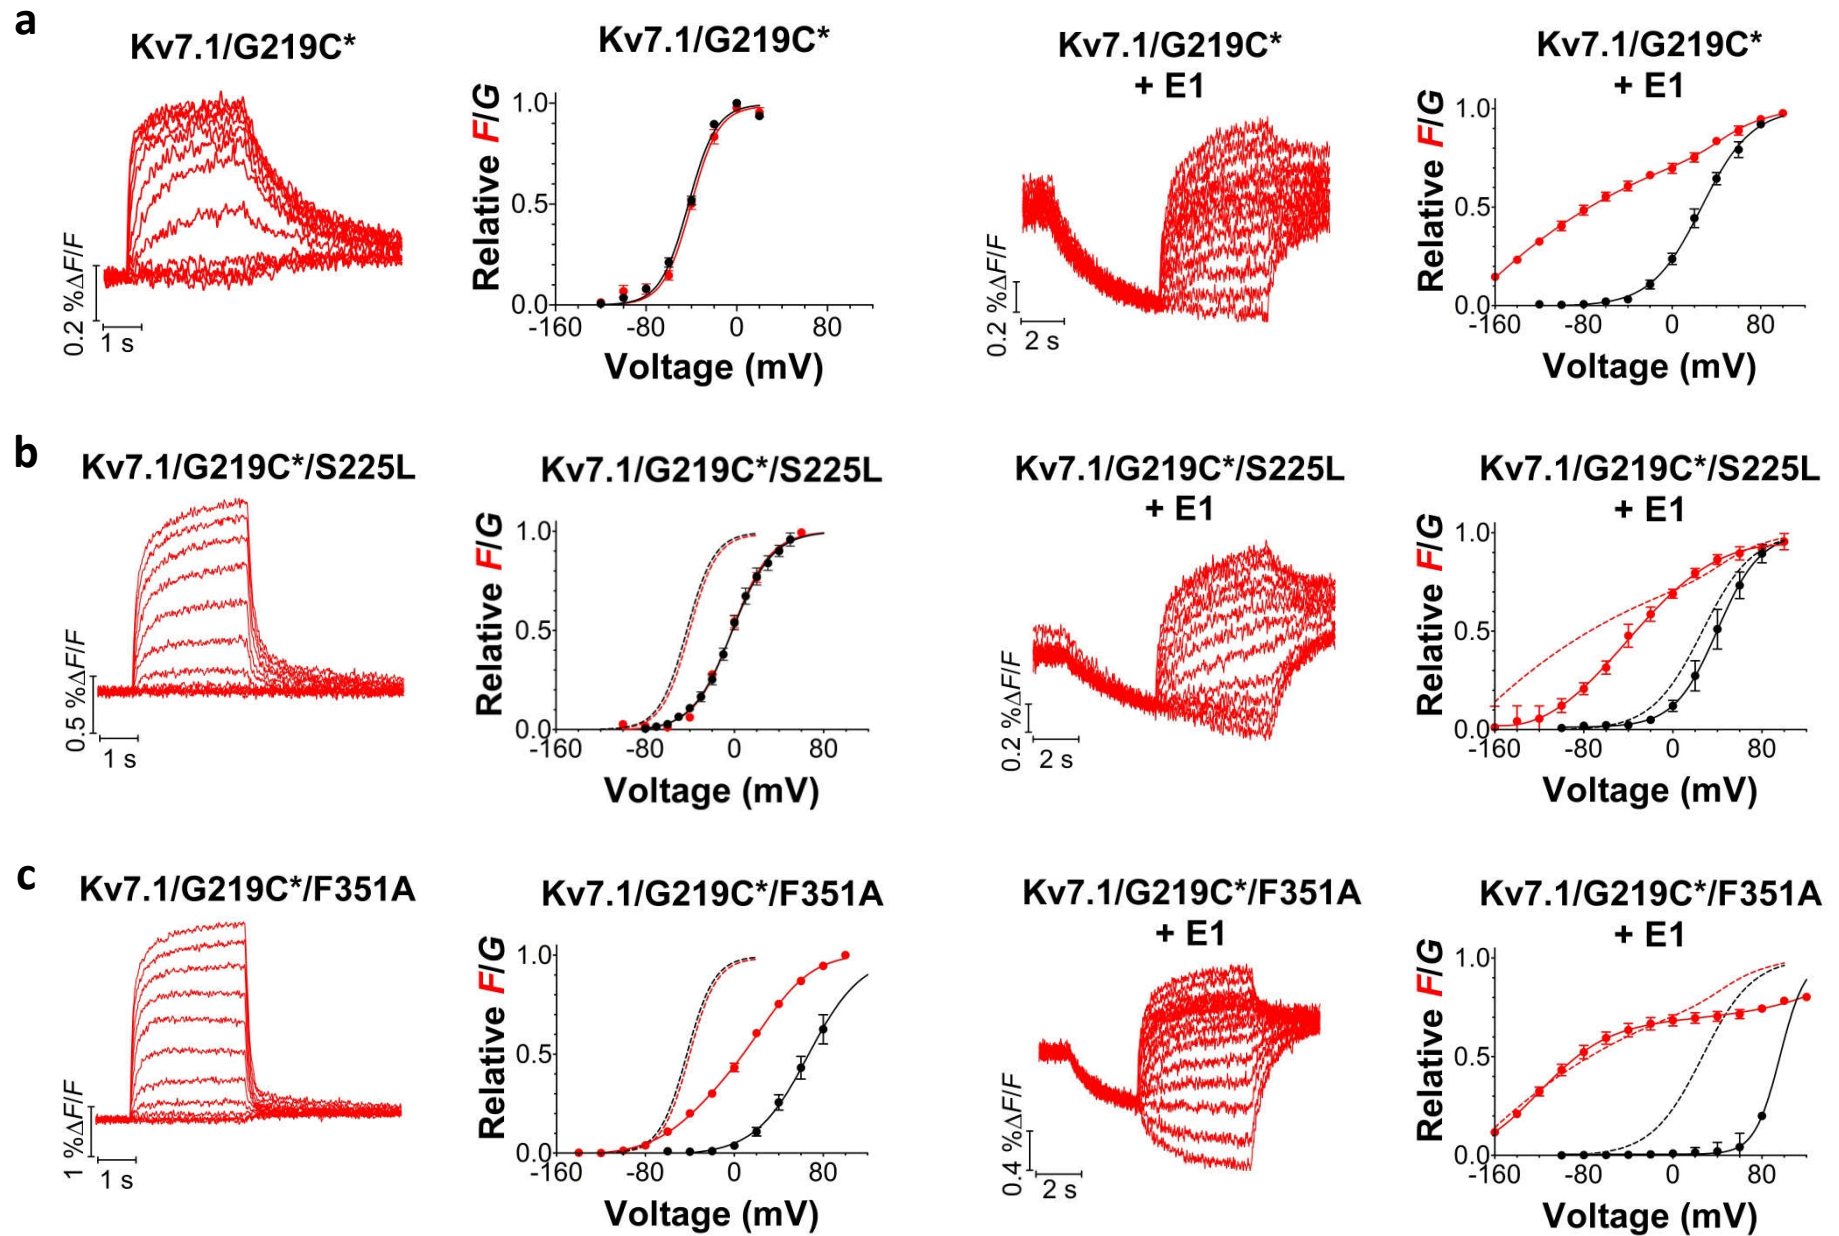 a
Kv7.1/G219C*
Kv7.1/G219C*
Kv7.1/G219C*
+ E1
Kv7.1/G219C*
+ E1
0.2 %ΔF/F
1 s
Relative F/G
1.0
0.5
0.0
-160 -80 0 80
Voltage (mV)
0.2 %ΔF/F
2 s
Relative F/G
1.0
0.5
0.0
-160 -80 0 80
Voltage (mV)
b
Kv7.1/G219C*/S225L
Kv7.1/G219C*/S225L
Kv7.1/G219C*/S225L
+ E1
Kv7.1/G219C*/S225L
+ E1
0.5 %ΔF/F
1 s
Relative F/G
1.0
0.5
0.0
-160 -80 0 80
Voltage (mV)
0.2 %ΔF/F
2 s
Relative F/G
1.0
0.5
0.0
-160 -80 0 80
Voltage (mV)
c
Kv7.1/G219C*/F351A
Kv7.1/G219C*/F351A
Kv7.1/G219C*/F351A
+ E1
Kv7.1/G219C*/F351A
+ E1
1 %ΔF/F
1 s
Relative F/G
1.0
0.5
0.0
-160 -80 0 80
Voltage (mV)
0.4 %ΔF/F
2 s
Relative F/G
1.0
0.5
0.0
-160 -80 0 80
Voltage (mV)